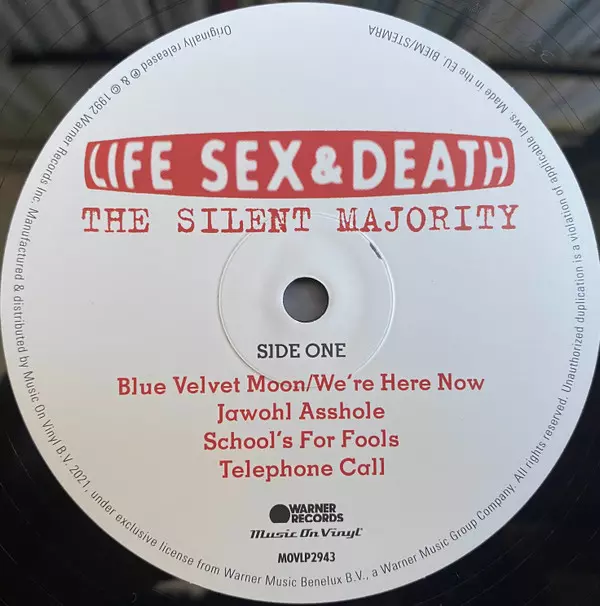 LIFE SEX & DEATH
THE SILENT MAJORITY
SIDE ONE
Blue Velvet Moon/We're Here Now
Jawohl Asshole
School's For Fools
Telephone Call
WARNER
RECORDS
Music On Vinyl
MOVLP2943
Originally released ℗ & © 1992 Warner Records Inc. Manufactured & distributed by Music On Vinyl B.V. 2021, under exclusive license from Warner Music Benelux B.V., a Warner Music Group Company. All rights reserved. Unauthorized duplication is a violation of applicable laws. Made in the EU. BIEM/STEMRA